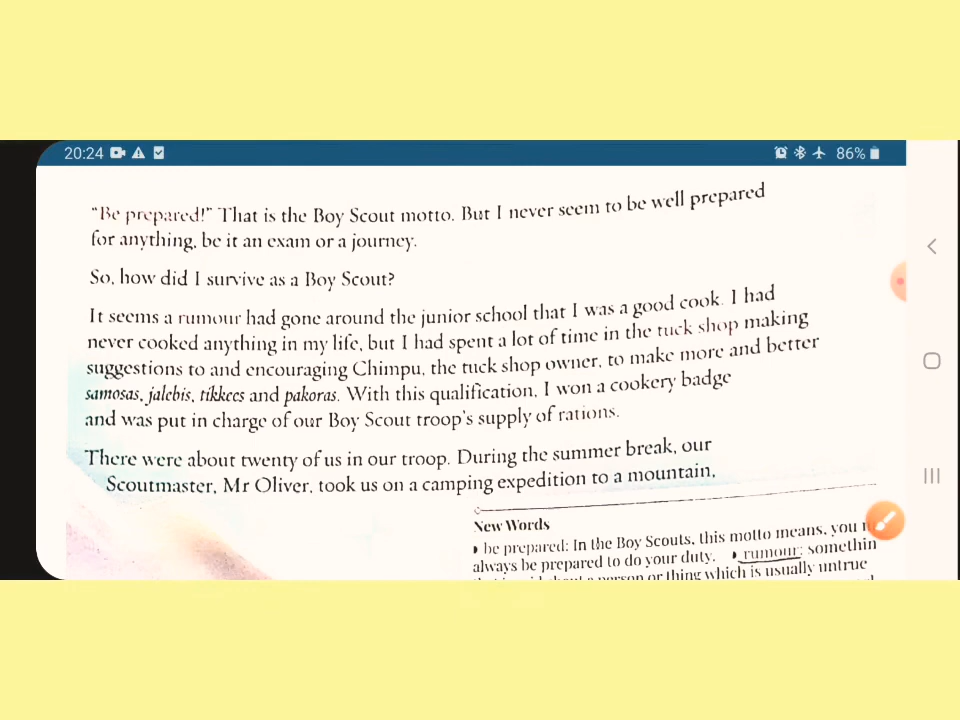 20:24
86%
"Be prepared!" That is the Boy Scout motto. But I never seem to be well prepared
for anything, be it an exam or a journey.
So, how did I survive as a Boy Scout?
It seems a rumour had gone around the junior school that I was a good cook. I had
never cooked anything in my life, but I had spent a lot of time in the tuck shop making
suggestions to and encouraging Chimpu, the tuck shop owner, to make more and better
samosas, jalebis, tikkees and pakoras. With this qualification, I won a cookery badge
and was put in charge of our Boy Scout troop's supply of rations.
There were about twenty of us in our troop. During the summer break, our
Scoutmaster, Mr Oliver, took us on a camping expedition to a mountain,
New Words
be prepared: In the Boy Scouts, this motto means, you
always be prepared to do your duty. rumour: somethin
person or thing which is usually untrue